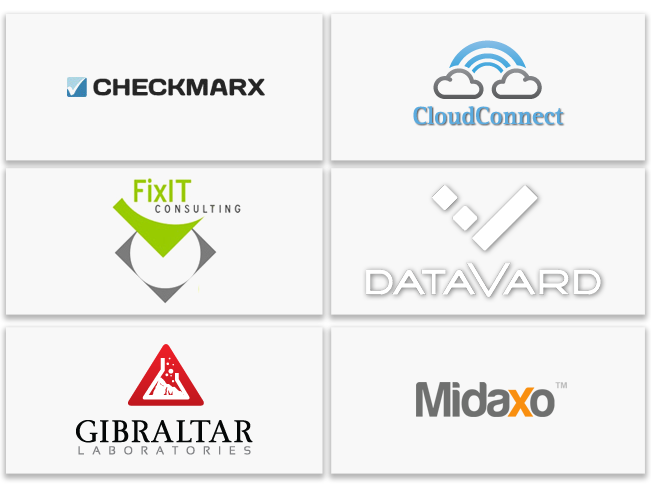 CHECKMARX
CloudConnect
FixIT
CONSULTING
DATAVARD
GIBRALTAR
LABORATORIES
Midaxo™